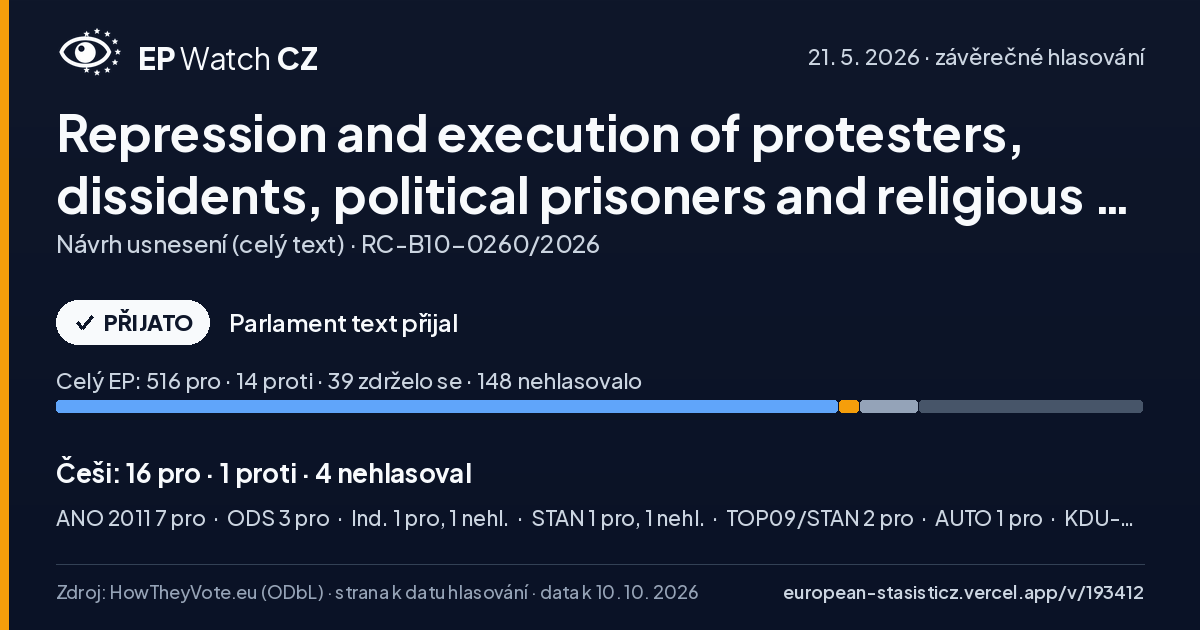 EP Watch CZ
21. 5. 2026 · závěrečné hlasování
Repression and execution of protesters,
dissidents, political prisoners and religious …
Návrh usnesení (celý text) · RC-B10-0260/2026
✓ PŘIJATO
Parlament text přijal
Celý EP: 516 pro · 14 proti · 39 zdrželo se · 148 nehlasovalo
Češi: 16 pro · 1 proti · 4 nehlasoval
ANO 2011 7 pro · ODS 3 pro · Ind. 1 pro, 1 nehl. · STAN 1 pro, 1 nehl. · TOP09/STAN 2 pro · AUTO 1 pro · KDU-…
Zdroj: HowTheyVote.eu (ODbL) · strana k datu hlasování · data k 10. 10. 2026
european-stasisticz.vercel.app/v/193412